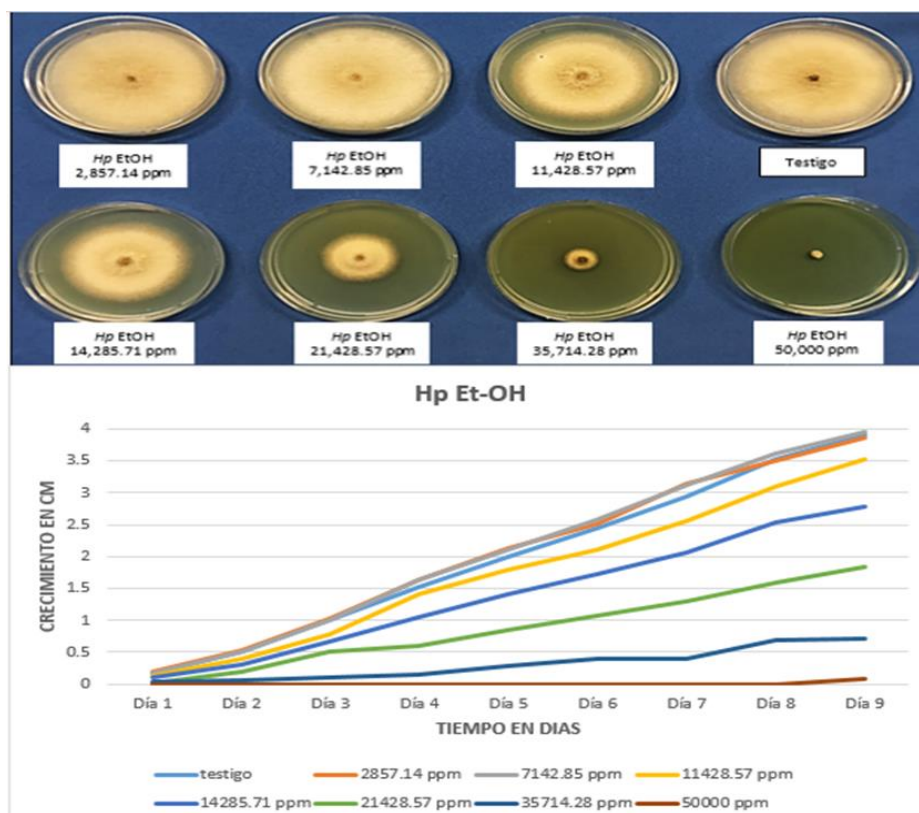 Hp EtOH
2,857.14 ppm
Hp EtOH
7,142.85 ppm
Hp EtOH
11,428.57 ppm
Testigo
Hp EtOH
14,285.71 ppm
Hp EtOH
21,428.57 ppm
Hp EtOH
35,714.28 ppm
Hp EtOH
50,000 ppm
Hp Et-OH
CRECIMIENTO EN CM
4
3.5
3
2.5
2
1.5
1
0.5
0
Día 1 Día 2 Día 3 Día 4 Día 5 Día 6 Día 7 Día 8 Día 9
TIEMPO EN DIAS
testigo 2857.14 ppm 7142.85 ppm 11428.57 ppm
14285.71 ppm 21428.57 ppm 35714.28 ppm 50000 ppm